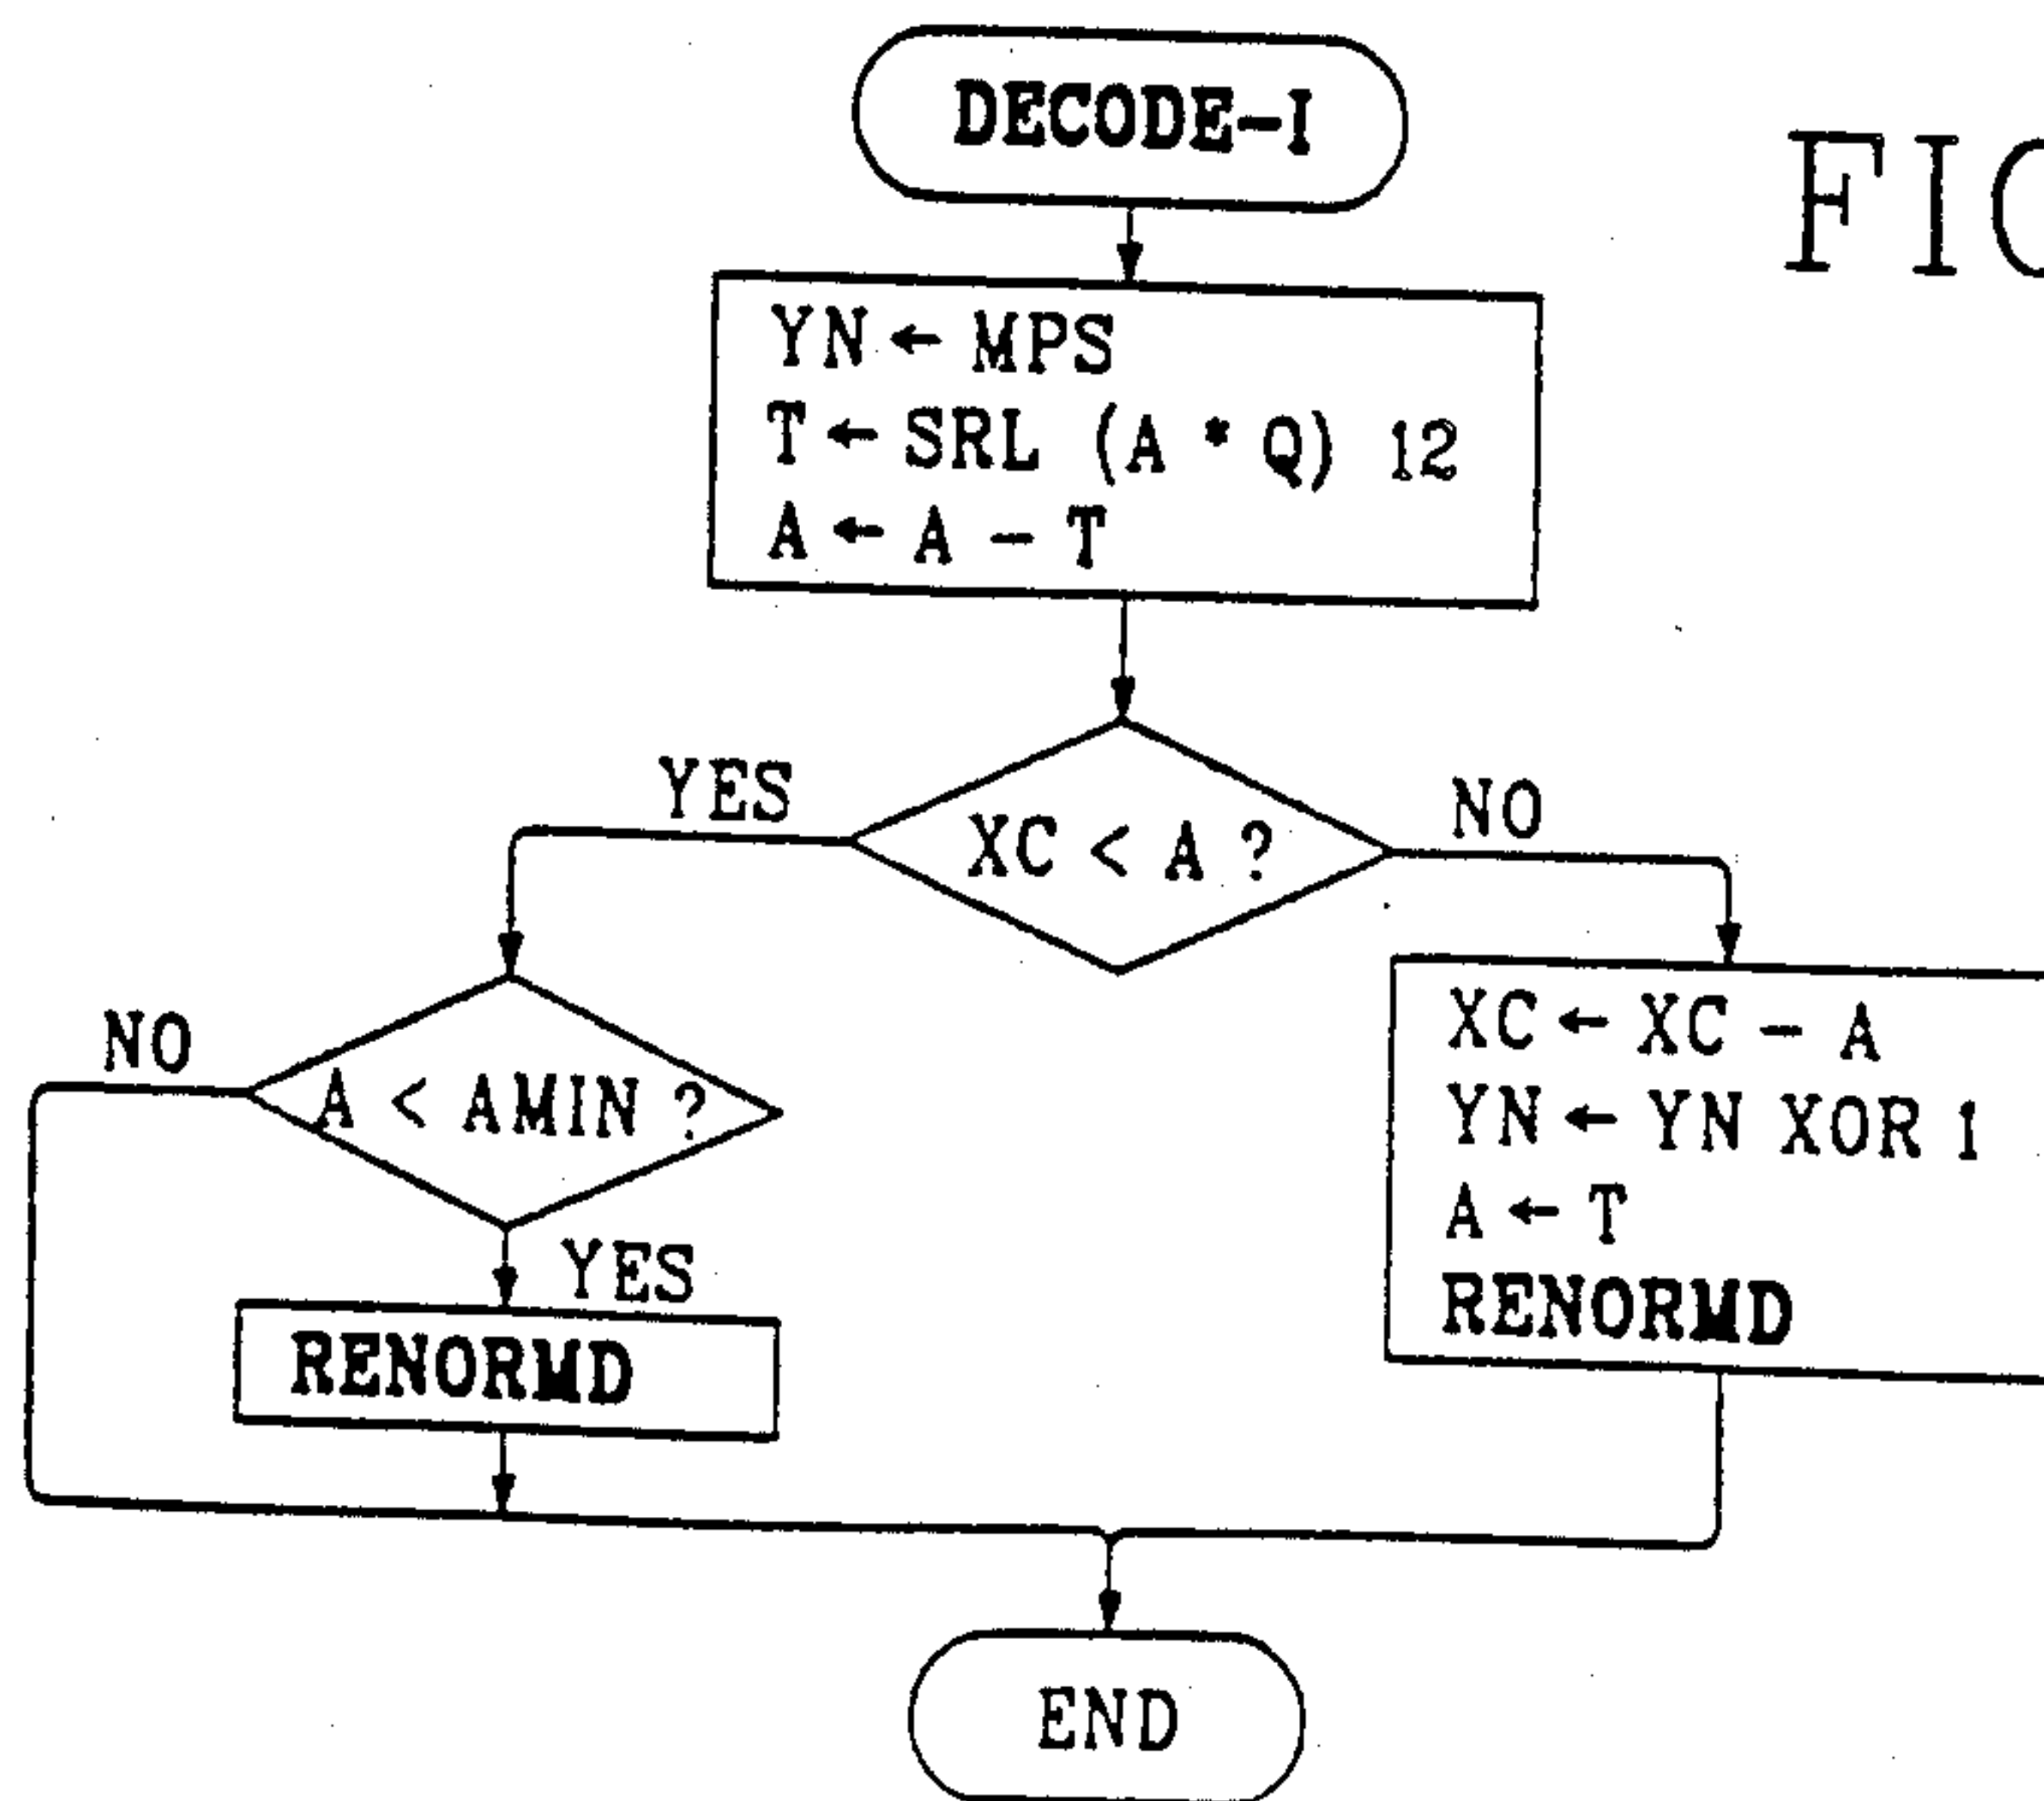 DECODE-I
FIG
YN ← MPS
T ← SRL (A * Q) 12
A ← A - T
XC < A ?
YES
NO
A < AMIN ?
NO
YES
RENORMD
XC ← XC - A
YN ← YN XOR 1
A ← T
RENORMD
END